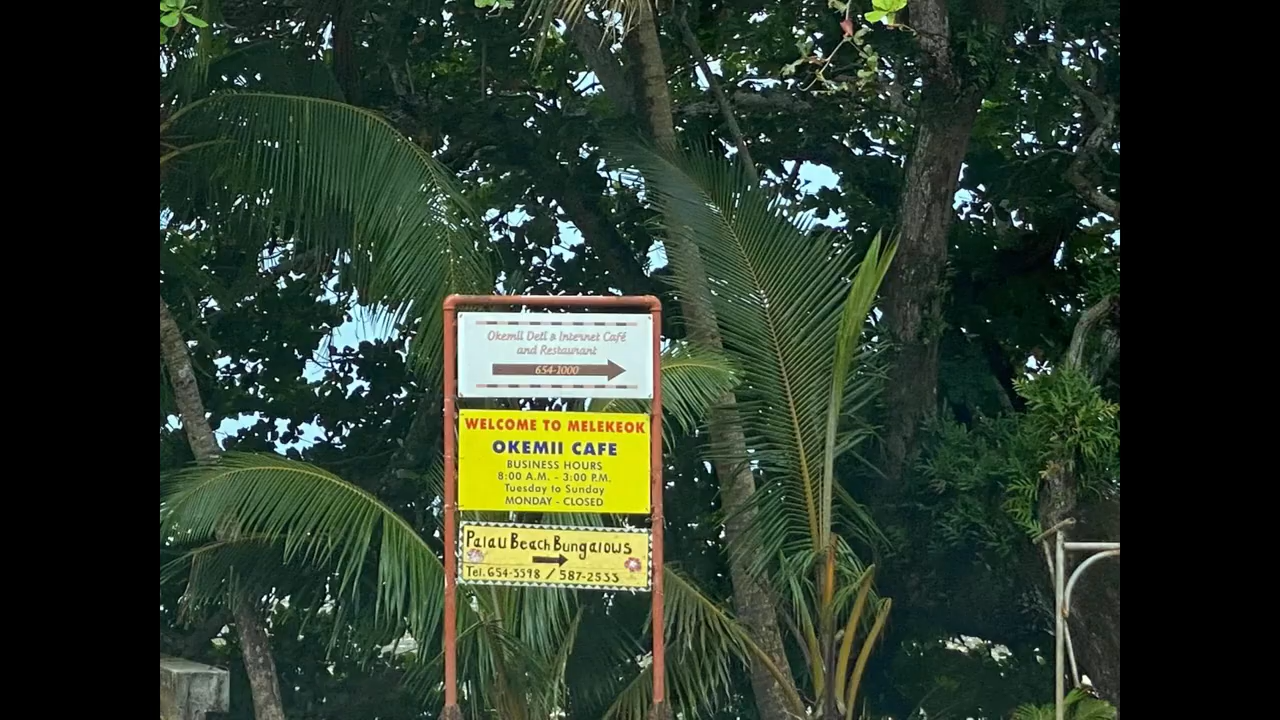 Okemii Deli & Internet Café
and Restaurant
654-1000
WELCOME TO MELEKEOK
OKEMII CAFE
BUSINESS HOURS
8:00 A.M. - 3:00 P.M.
Tuesday to Sunday
MONDAY - CLOSED
Palau Beach Bungalows
Tel. 654-3598 / 587-2533